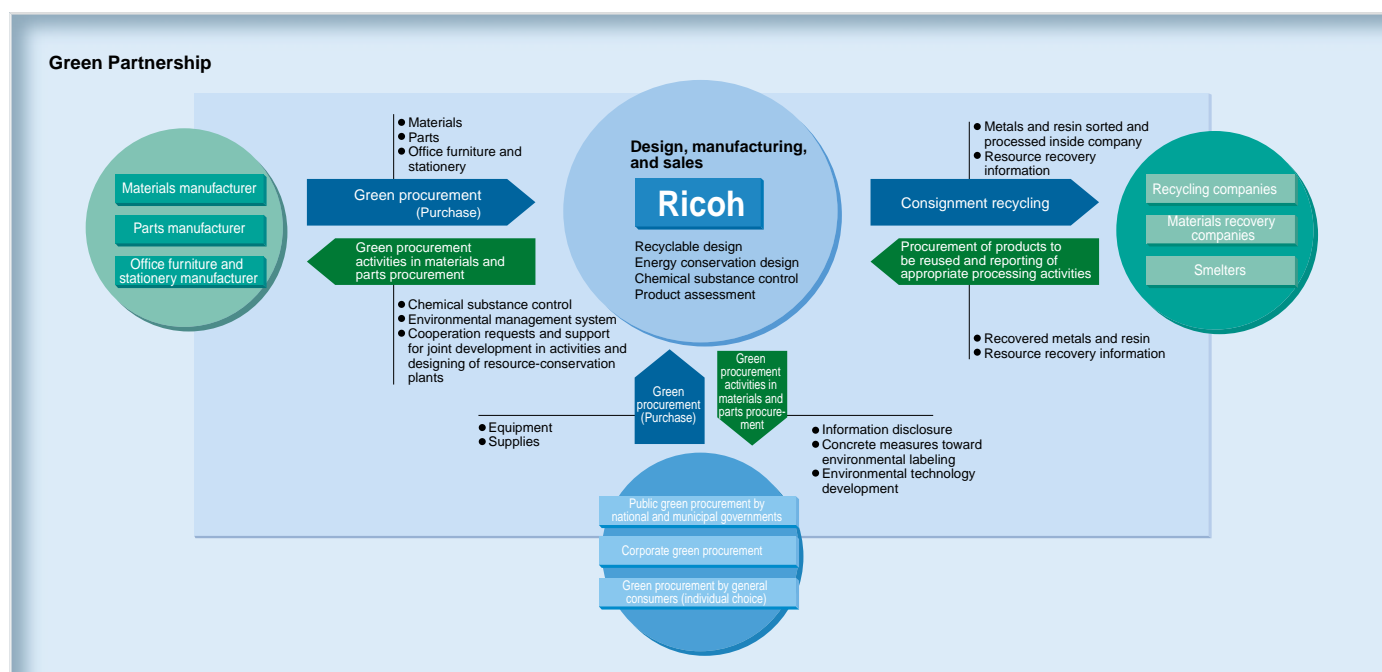 Green Partnership
● Materials
● Parts
● Office furniture and
stationery
Green procurement
(Purchase)
Materials manufacturer
Parts manufacturer
Office furniture and
stationery manufacturer
Green procurement
activities in materials and
parts procurement
● Chemical substance control
● Environmental management system
● Cooperation requests and support
for joint development in activities and
designing of resource-conservation
plants
Design, manufacturing,
and sales
Ricoh
Recyclable design
Energy conservation design
Chemical substance control
Product assessment
● Metals and resin sorted and
processed inside company
● Resource recovery
information
Consignment recycling
Procurement of products to
be reused and reporting of
appropriate processing activities
● Recovered metals and resin
● Resource recovery information
Recycling companies
Materials recovery
companies
Smelters
Green
procurement
(Purchase)
● Equipment
● Supplies
Green
procurement
activities in
materials and
parts procure-
ment
● Information disclosure
● Concrete measures toward
environmental labeling
● Environmental technology
development
Public green procurement by
national and municipal governments
Corporate green procurement
Green procurement by general
consumers (individual choice)